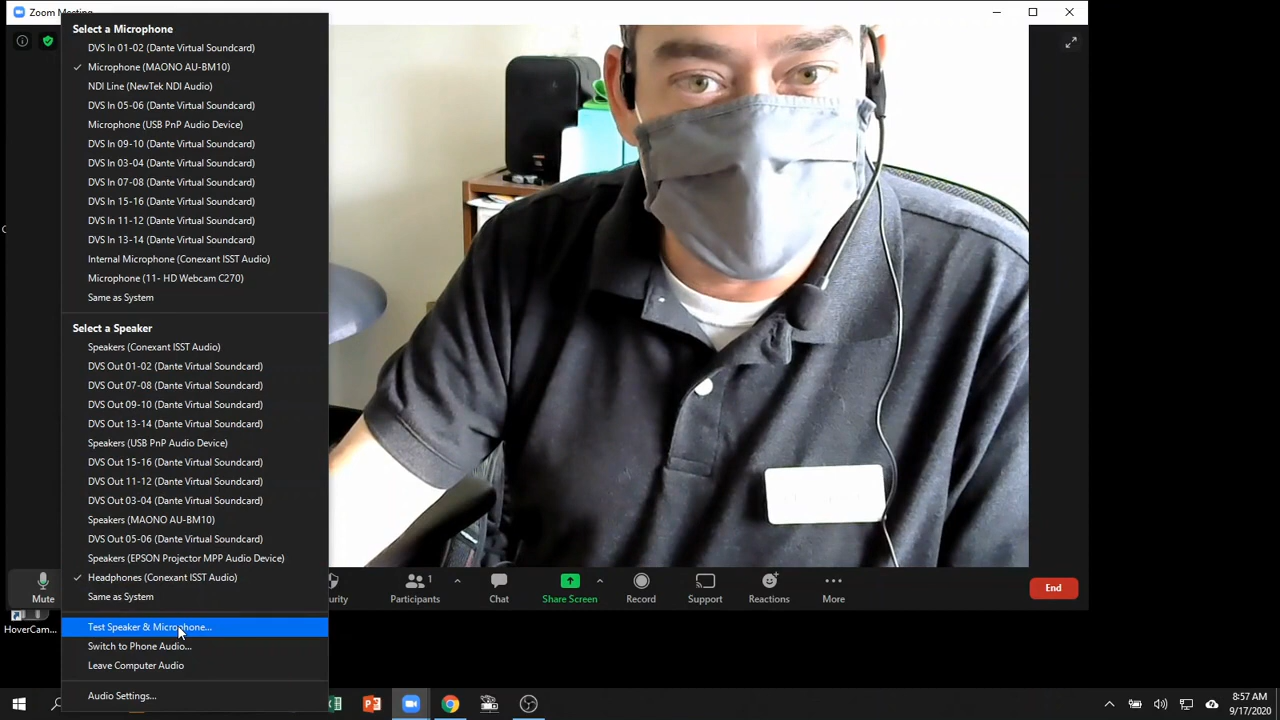 Zoom Meeting
Select a Microphone
DVS In 01-02 (Dante Virtual Soundcard)
Microphone (MAONO AU-BM10)
NDI Line (NewTek NDI Audio)
DVS In 05-06 (Dante Virtual Soundcard)
Microphone (USB PnP Audio Device)
DVS In 09-10 (Dante Virtual Soundcard)
DVS In 03-04 (Dante Virtual Soundcard)
DVS In 07-08 (Dante Virtual Soundcard)
DVS In 15-16 (Dante Virtual Soundcard)
DVS In 11-12 (Dante Virtual Soundcard)
DVS In 13-14 (Dante Virtual Soundcard)
Internal Microphone (Conexant ISST Audio)
Microphone (11- HD Webcam C270)
Same as System
Select a Speaker
Speakers (Conexant ISST Audio)
DVS Out 01-02 (Dante Virtual Soundcard)
DVS Out 07-08 (Dante Virtual Soundcard)
DVS Out 09-10 (Dante Virtual Soundcard)
DVS Out 13-14 (Dante Virtual Soundcard)
Speakers (USB PnP Audio Device)
DVS Out 15-16 (Dante Virtual Soundcard)
DVS Out 11-12 (Dante Virtual Soundcard)
DVS Out 03-04 (Dante Virtual Soundcard)
Speakers (MAONO AU-BM10)
DVS Out 05-06 (Dante Virtual Soundcard)
Speakers (EPSON Projector MPP Audio Device)
Headphones (Conexant ISST Audio)
Same as System
Test Speaker & Microphone...
Switch to Phone Audio...
Leave Computer Audio
Audio Settings...
Mute
urity
Participants
1
Chat
Share Screen
Record
Support
Reactions
More
End
HoverCam...
8:57 AM
9/17/2020